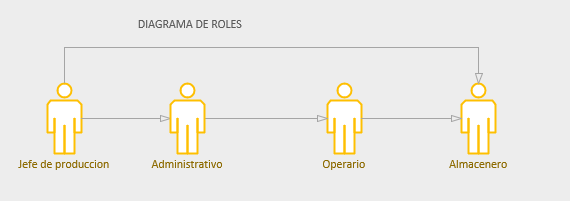 DIAGRAMA DE ROLES
Jefe de produccion
Administrativo
Operario
Almacenero